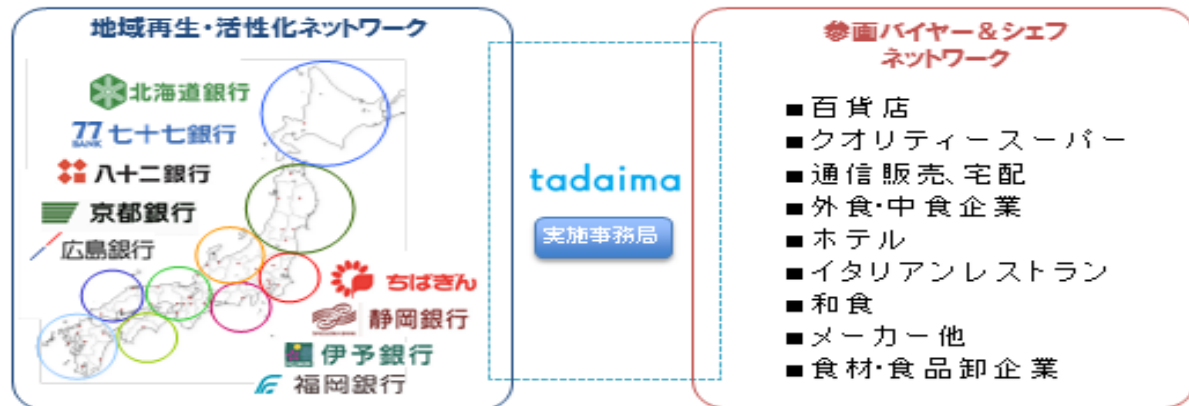 地域再生・活性化ネットワーク
北海道銀行
77 BANK 七十七銀行
八十二銀行
京都銀行
広島銀行
ちばぎん
静岡銀行
伊予銀行
福岡銀行
tadaima
実施事務局
参画バイヤー&シェフ
ネットワーク
■百貨店
■クオリティースーパー
■通信販売、宅配
■外食・中食企業
■ホテル
■イタリアンレストラン
■和食
■メーカー他
■食材・食品卸企業